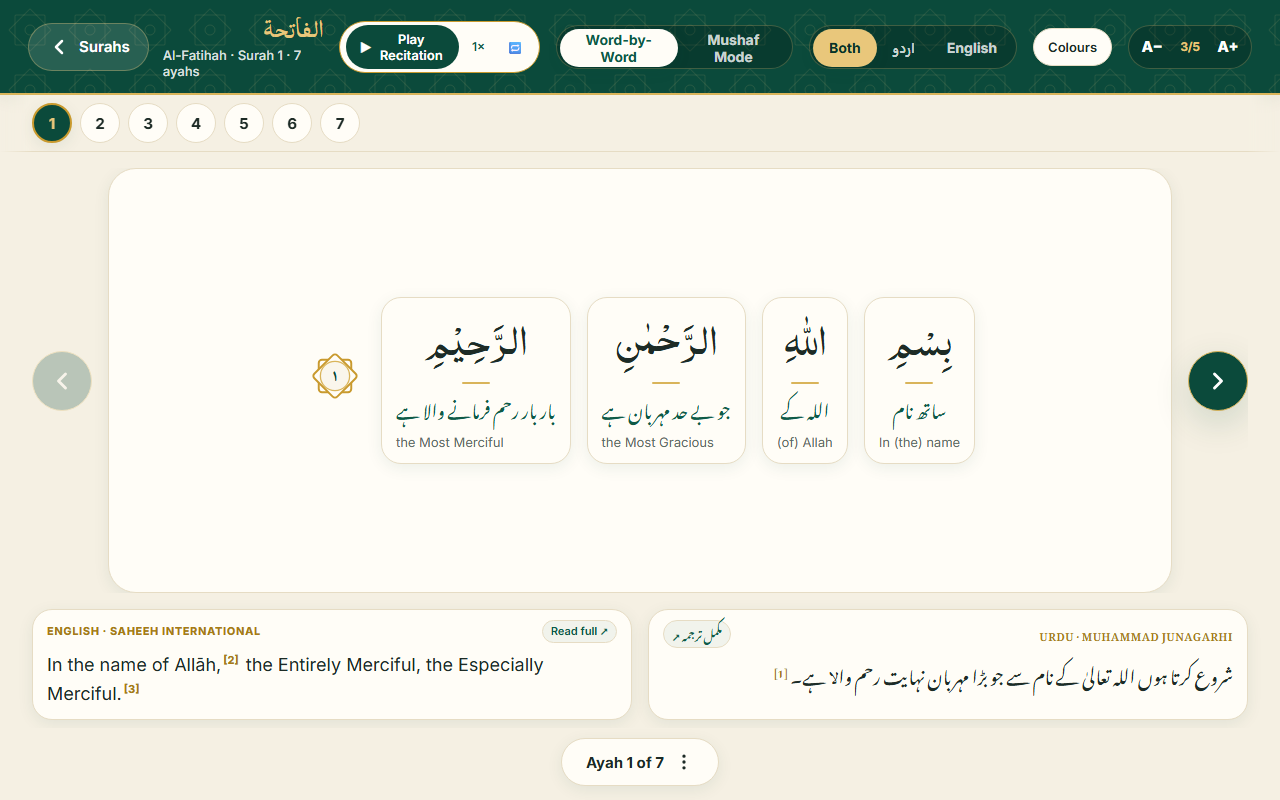 Surahs
الفاتحة
Al-Fatihah · Surah 1 · 7
ayahs
Play
Recitation
1×
Word-by-
Word
Mushaf
Mode
Both
اردو
English
Colours
A−
3/5
A+
1
2
3
4
5
6
7
بِسْمِ
ساتھ نام
In (the) name
اللّٰهِ
اللہ کے
(of) Allah
الرَّحْمٰنِ
جو بے حد مہربان ہے
the Most Gracious
الرَّحِيْمِ
بار بار رحم فرمانے والا ہے
the Most Merciful
١
ENGLISH · SAHEEH INTERNATIONAL
Read full ↗
In the name of Allāh,[2] the Entirely Merciful, the Especially
Merciful.[3]
URDU · MUHAMMAD JUNAGARHI
مکمل ترجمہ ↗
شروع کرتا ہوں اللہ تعالیٰ کے نام سے جو بڑا مہربان نہایت رحم والا ہے۔ [1]
Ayah 1 of 7